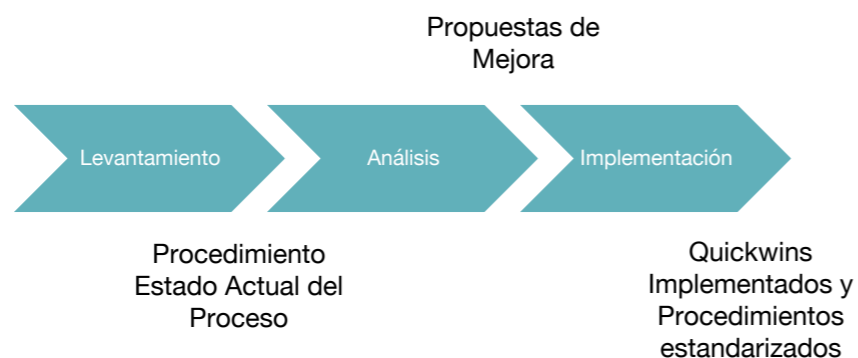 Propuestas de
Mejora
Levantamiento
Análisis
Implementación
Procedimiento
Estado Actual del
Proceso
Quickwins
Implementados y
Procedimientos
estandarizados